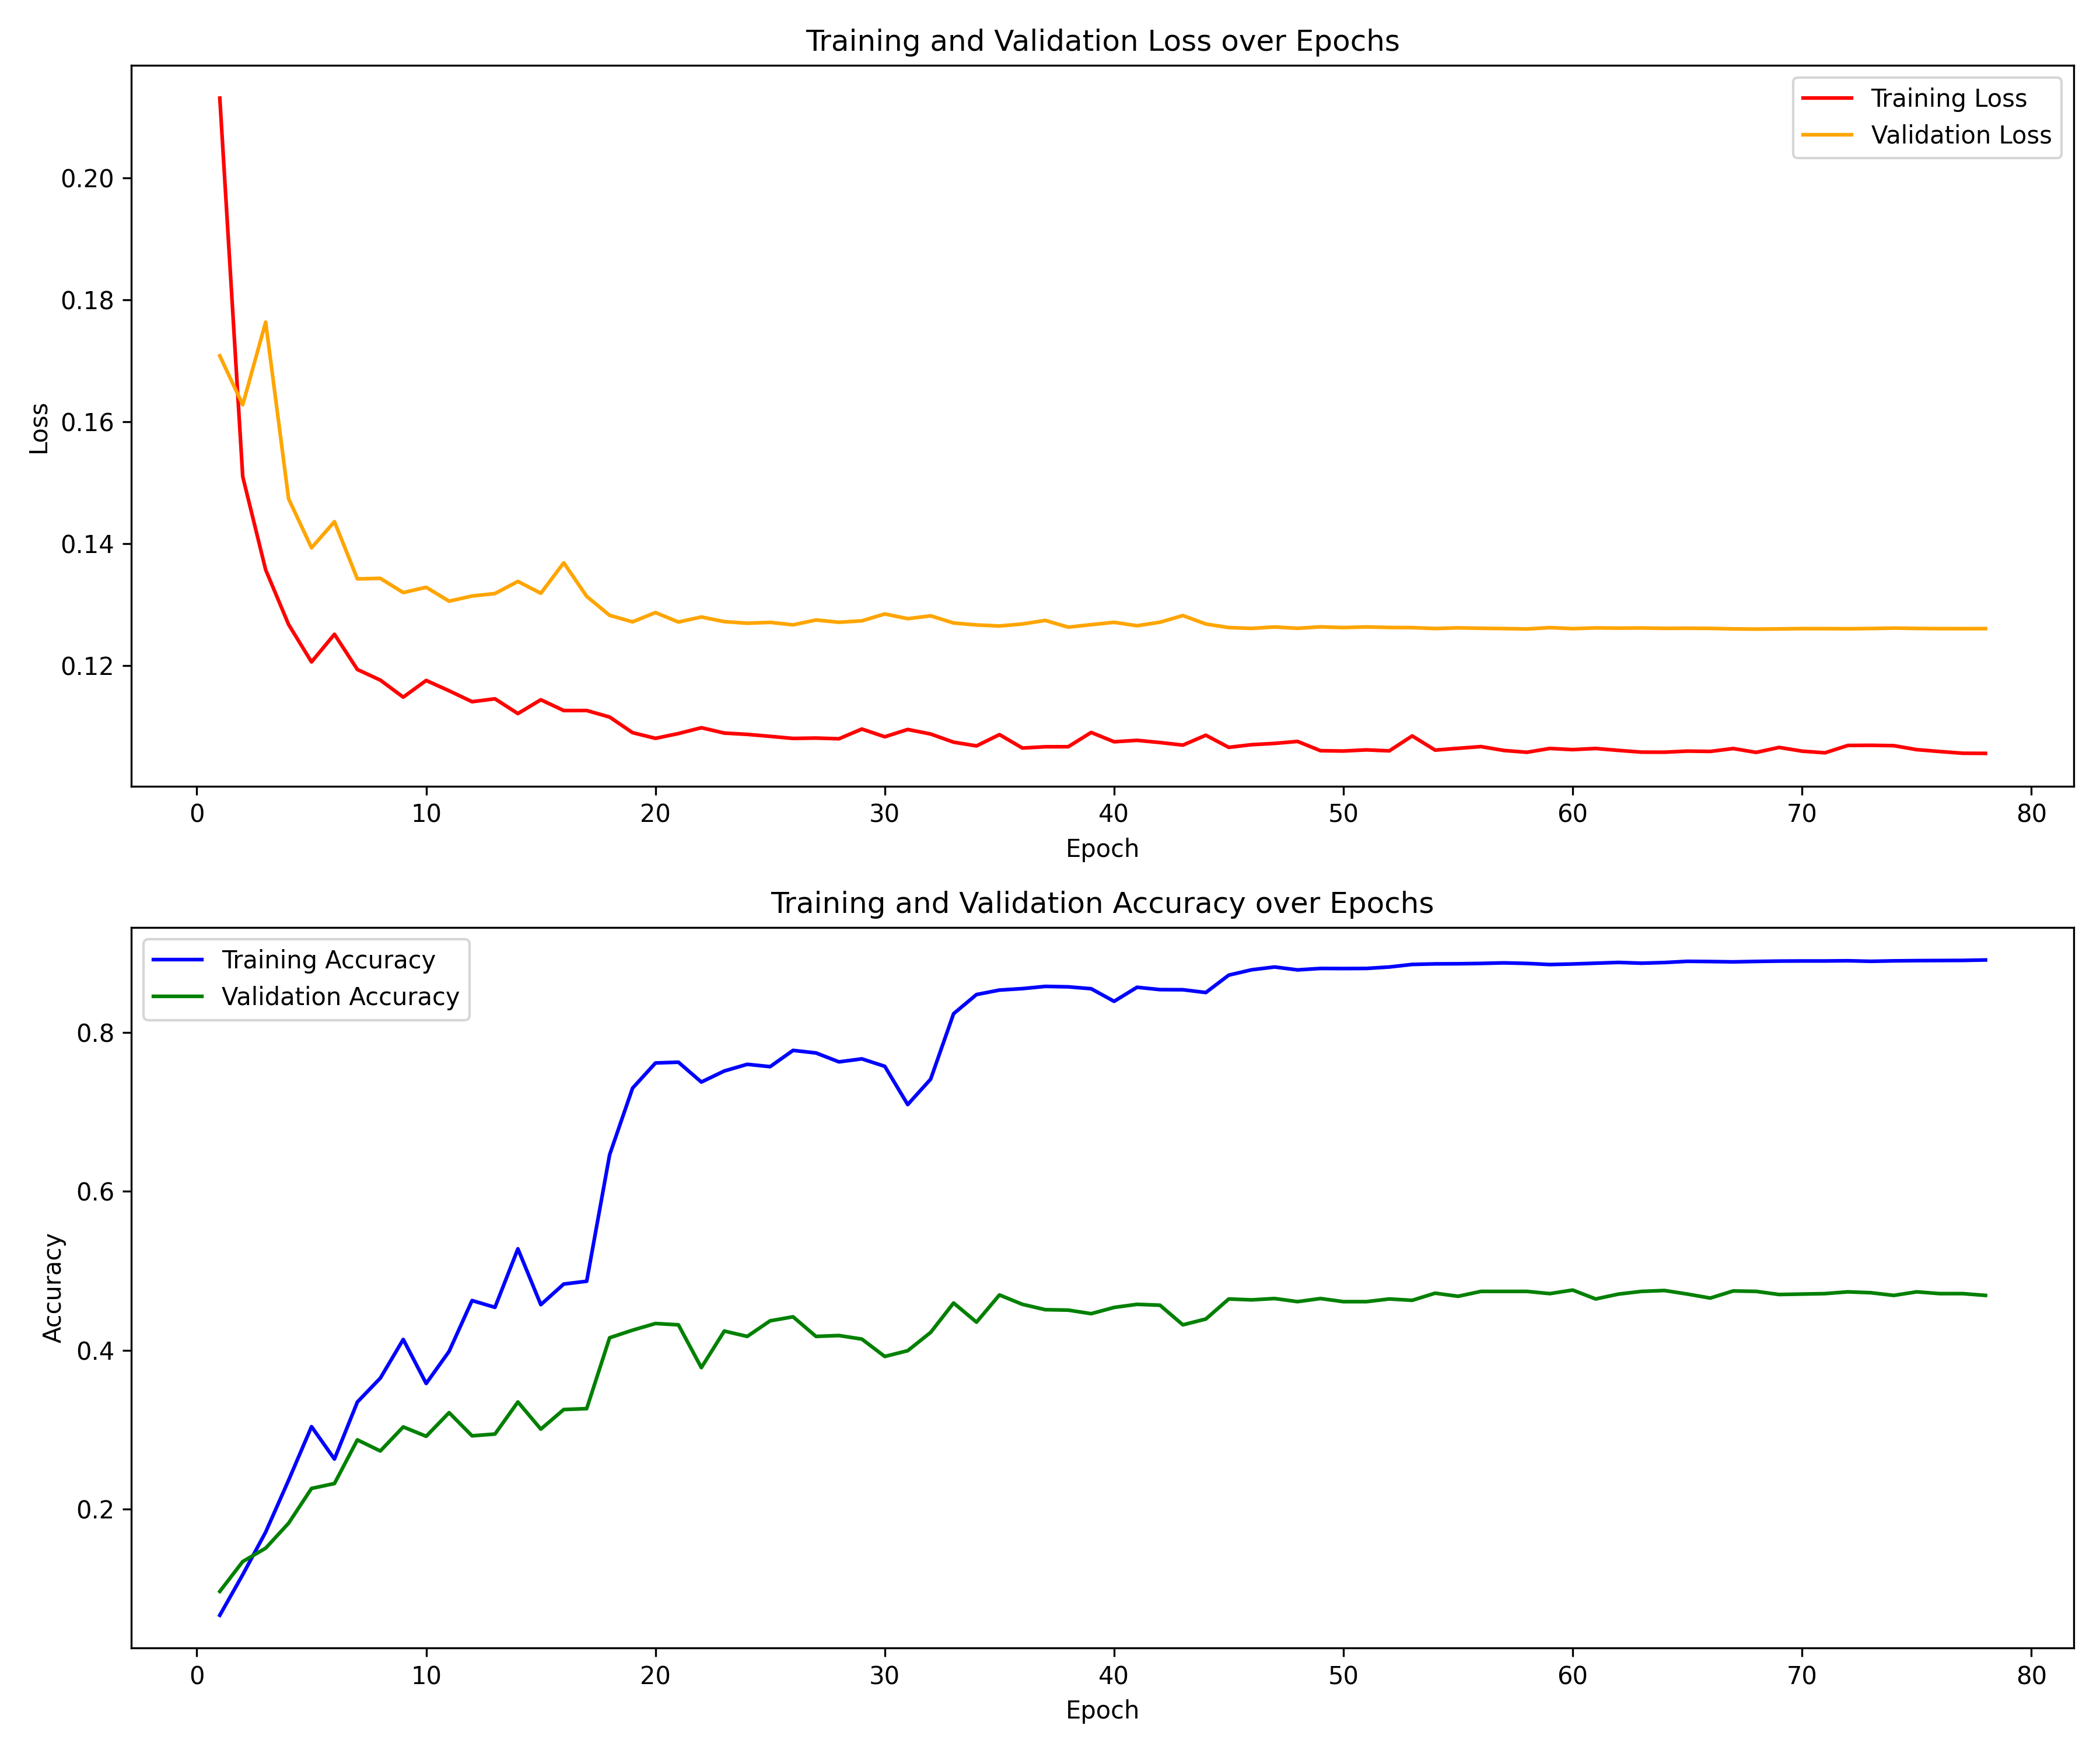 Training and Validation Loss over Epochs
Training Loss
Validation Loss
Loss
0.20
0.18
0.16
0.14
0.12
0 10 20 30 40 50 60 70 80
Epoch
Training and Validation Accuracy over Epochs
Training Accuracy
Validation Accuracy
Accuracy
0.8
0.6
0.4
0.2
0 10 20 30 40 50 60 70 80
Epoch